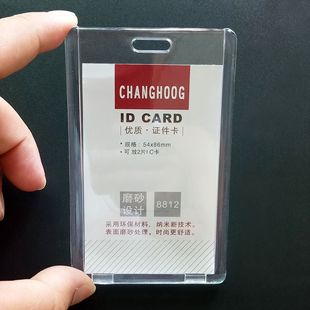 CHANGHOOG
ID CARD
优质·证件卡
• 规格：54x86mm
• 可放2片IC卡
磨砂
设计
8812
采用环保材料，纳米新技术。
表面磨砂处理，时尚更舒适。